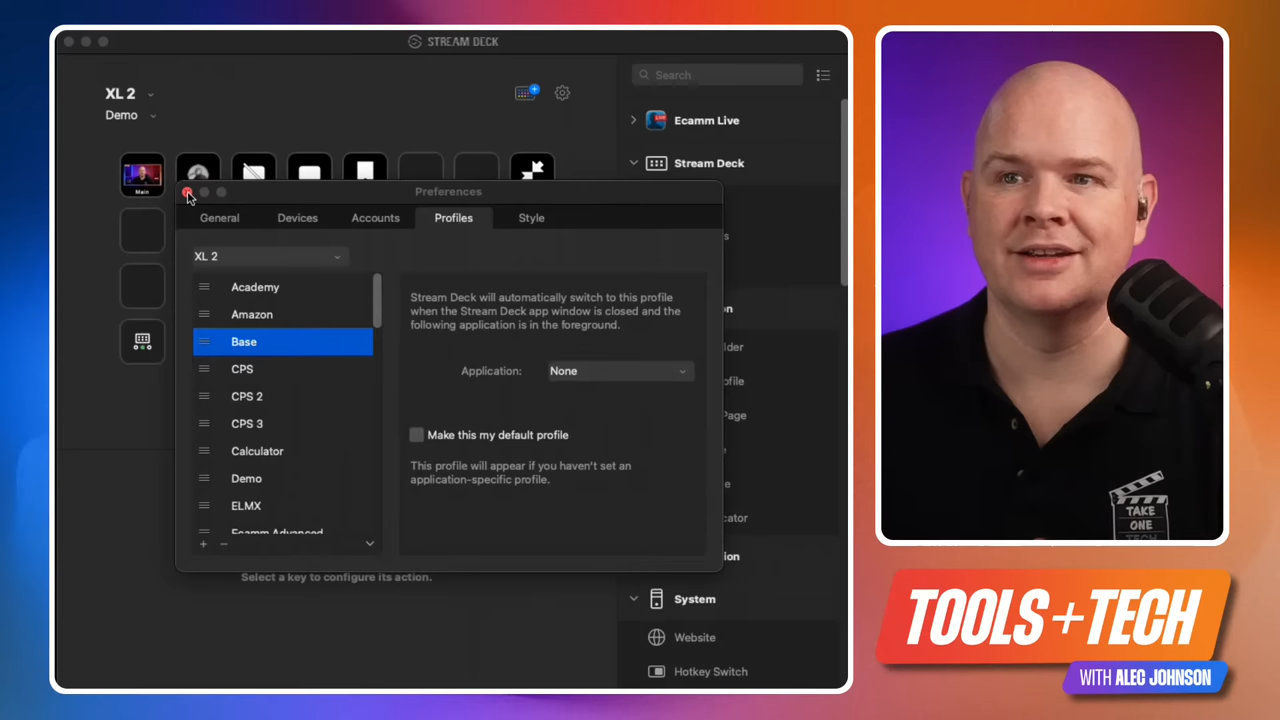 STREAM DECK
XL 2
Demo
Search
Ecamm Live
Stream Deck
Main
Preferences
General
Devices
Accounts
Profiles
Style
XL 2
Academy
Amazon
Base
CPS
CPS 2
CPS 3
Calculator
Demo
ELMX
Ecamm Advanced
Stream Deck will automatically switch to this profile
when the Stream Deck app window is closed and the
following application is in the foreground.
Application:
None
Make this my default profile
This profile will appear if you haven't set an
application-specific profile.
Select a key to configure its action.
System
Website
Hotkey Switch
TAKE
ONE
TECH
TOOLS+TECH
WITH ALEC JOHNSON